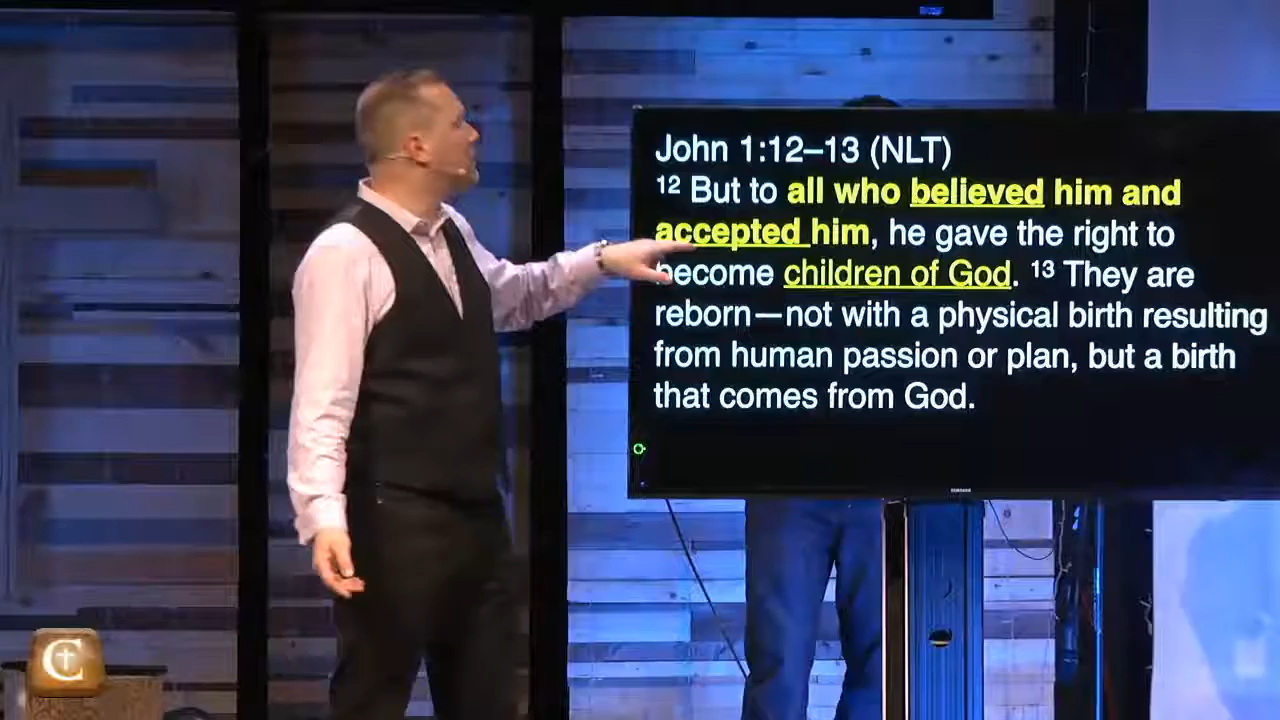 John 1:12–13 (NLT)
¹² But to all who believed him and
accepted him, he gave the right to
become children of God. ¹³ They are
reborn—not with a physical birth resulting
from human passion or plan, but a birth
that comes from God.
SAMSUNG
C